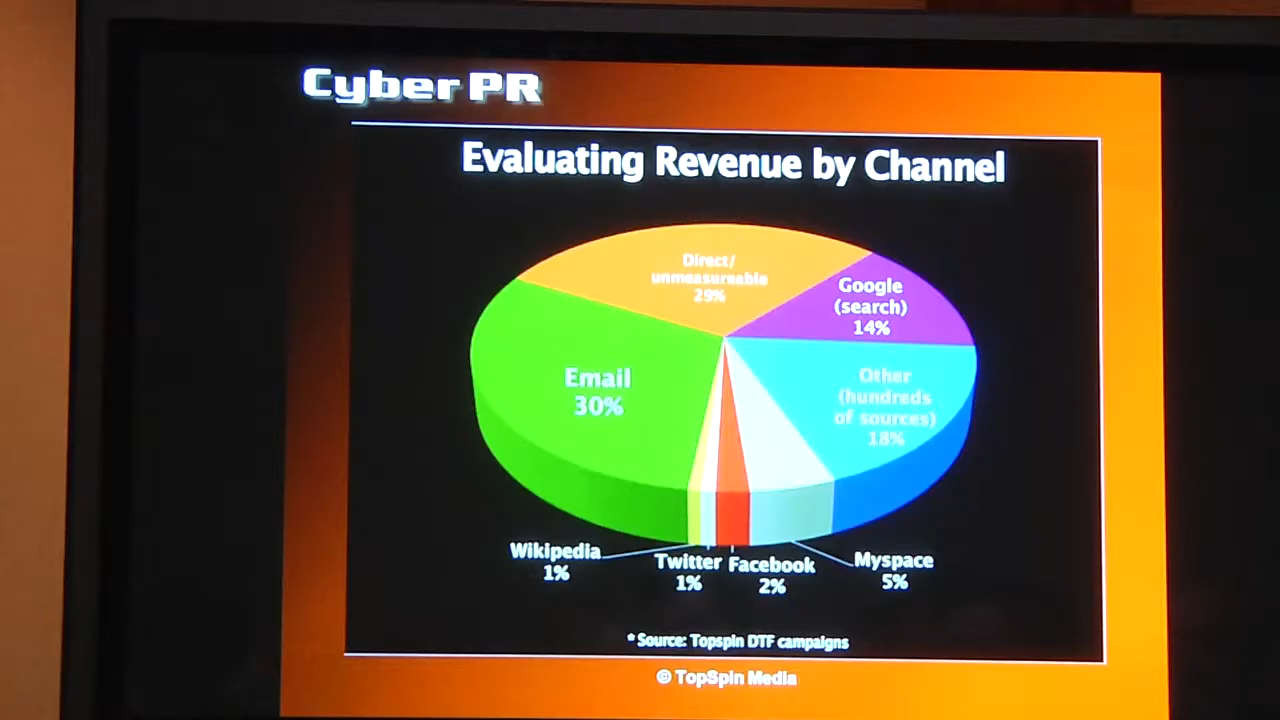 Cyber PR
Evaluating Revenue by Channel
Direct/
unmeasureable
29%
Google
(search)
14%
Email
30%
Other
(hundreds
of sources)
18%
Wikipedia
1%
Twitter
1%
Facebook
2%
Myspace
5%
* Source: Topspin DTF campaigns
© TopSpin Media